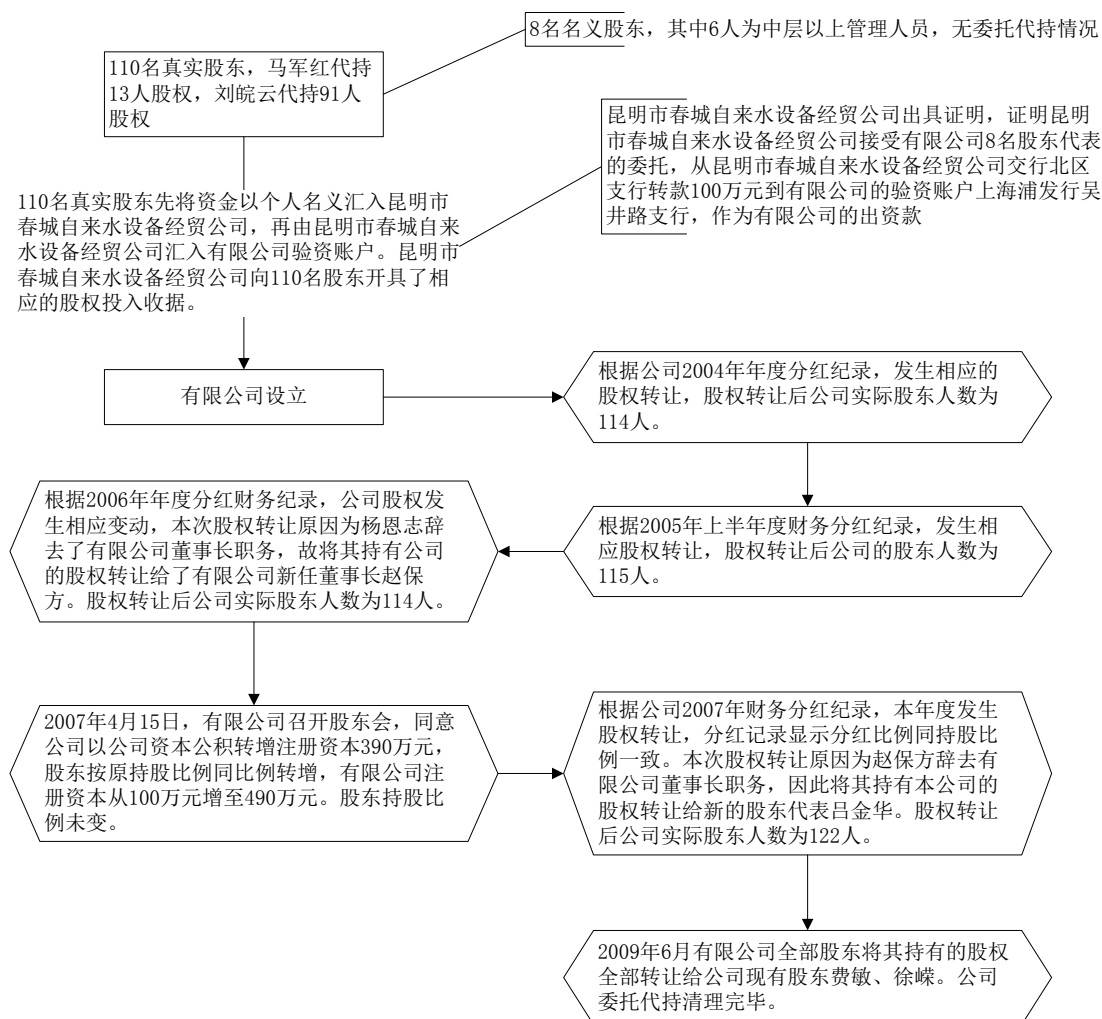 8名名义股东，其中6人为中层以上管理人员，无委托代持情况
110名真实股东，马军红代持
13人股权，刘皖云代持91人
股权
昆明市春城自来水设备经贸公司出具证明，证明昆明
市春城自来水设备经贸公司接受有限公司8名股东代表
的委托，从昆明市春城自来水设备经贸公司交行北区
支行转款100万元到有限公司的验资账户上海浦发行吴
井路支行，作为有限公司的出资款
110名真实股东先将资金以个人名义汇入昆明市
春城自来水设备经贸公司，再由昆明市春城自来
水设备经贸公司汇入有限公司验资账户。昆明市
春城自来水设备经贸公司向110名股东开具了相
应的股权投入收据。
有限公司设立
根据公司2004年年度分红纪录，发生相应的
股权转让，股权转让后公司实际股东人数为
114人。
根据2005年上半年度财务分红纪录，发生相
应股权转让，股权转让后公司的股东人数为
115人。
根据2006年年度分红财务纪录，公司股权发
生相应变动，本次股权转让原因为杨恩志辞
去了有限公司董事长职务，故将其持有公司
的股权转让给了有限公司新任董事长赵保
方。股权转让后公司实际股东人数为114人。
2007年4月15日，有限公司召开股东会，同意
公司以公司资本公积转增注册资本390万元，
股东按原持股比例同比例转增，有限公司注
册资本从100万元增至490万元。股东持股比
例未变。
根据公司2007年财务分红纪录，本年度发生
股权转让，分红记录显示分红比例同持股比
例一致。本次股权转让原因为赵保方辞去有
限公司董事长职务，因此将其持有本公司的
股权转让给新的股东代表吕金华。股权转让
后公司实际股东人数为122人。
2009年6月有限公司全部股东将其持有的股权
全部转让给公司现有股东费敏、徐嵘。公司
委托代持清理完毕。